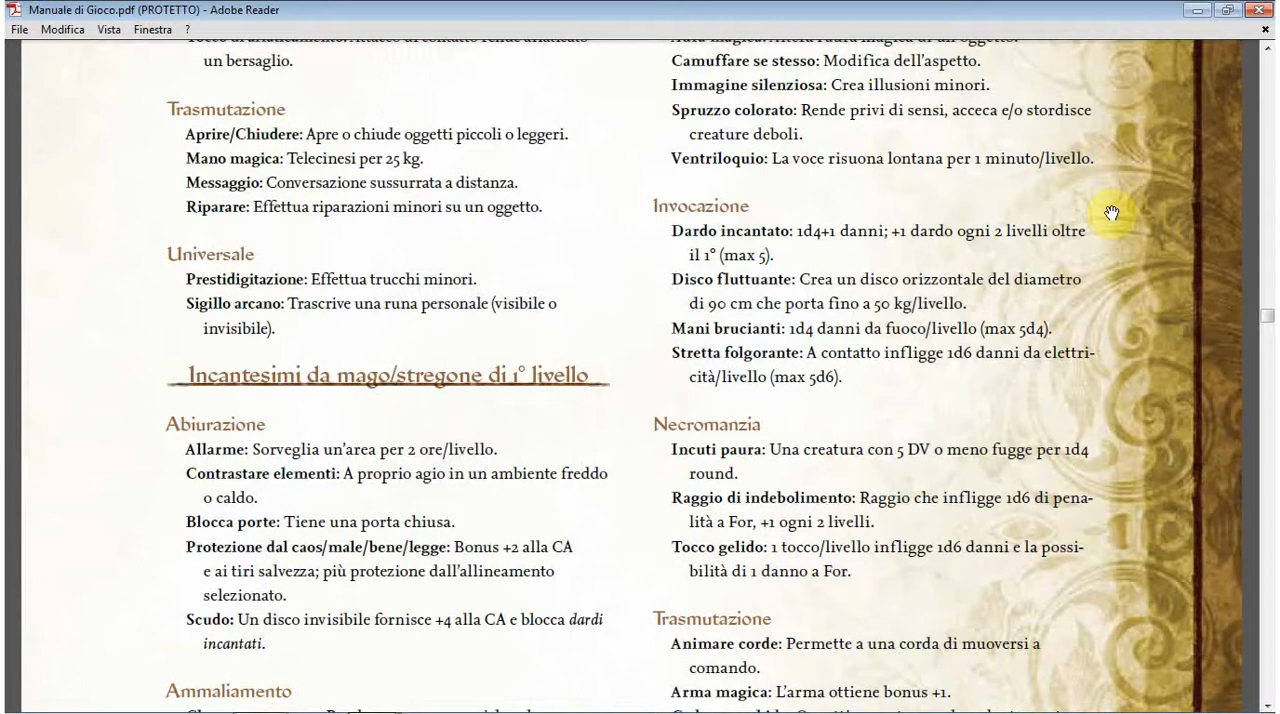 Manuale di Gioco.pdf (PROTETTO) - Adobe Reader
File Modifica Vista Finestra ?
un bersaglio.
Trasmutazione
Aprire/Chiudere: Apre o chiude oggetti piccoli o leggeri.
Mano magica: Telecinesi per 25 kg.
Messaggio: Conversazione sussurrata a distanza.
Riparare: Effettua riparazioni minori su un oggetto.
Universale
Prestidigitazione: Effettua trucchi minori.
Sigillo arcano: Trascrive una runa personale (visibile o
invisibile).
Incantesimi da mago/stregone di 1° livello
Abiurazione
Allarme: Sorveglia un'area per 2 ore/livello.
Contrastare elementi: A proprio agio in un ambiente freddo
o caldo.
Blocca porte: Tiene una porta chiusa.
Protezione dal caos/male/bene/legge: Bonus +2 alla CA
e ai tiri salvezza; più protezione dall'allineamento
selezionato.
Scudo: Un disco invisibile fornisce +4 alla CA e blocca dardi
incantati.
Ammaliamento
Camuffare se stesso: Modifica dell'aspetto.
Immagine silenziosa: Crea illusioni minori.
Spruzzo colorato: Rende privi di sensi, acceca e/o stordisce
creature deboli.
Ventriloquio: La voce risuona lontana per 1 minuto/livello.
Invocazione
Dardo incantato: 1d4+1 danni; +1 dardo ogni 2 livelli oltre
il 1° (max 5).
Disco fluttuante: Crea un disco orizzontale del diametro
di 90 cm che porta fino a 50 kg/livello.
Mani brucianti: 1d4 danni da fuoco/livello (max 5d4).
Stretta folgorante: A contatto infligge 1d6 danni da elettri-
cità/livello (max 5d6).
Necromanzia
Incuti paura: Una creatura con 5 DV o meno fugge per 1d4
round.
Raggio di indebolimento: Raggio che infligge 1d6 di pena-
lità a For, +1 ogni 2 livelli.
Tocco gelido: 1 tocco/livello infligge 1d6 danni e la possi-
bilità di 1 danno a For.
Trasmutazione
Animare corde: Permette a una corda di muoversi a
comando.
Arma magica: L'arma ottiene bonus +1.